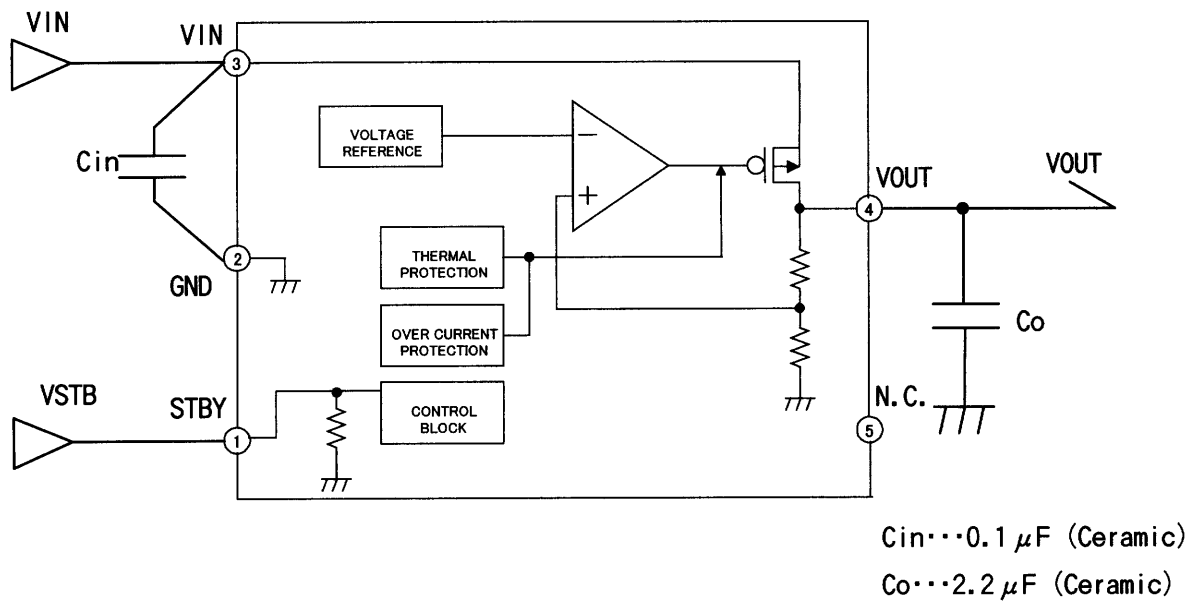 VIN
VIN
3
VOLTAGE
REFERENCE
−
+
Cin
VOUT
VOUT
4
2
GND
THERMAL
PROTECTION
OVER CURRENT
PROTECTION
Co
VSTB
STBY
1
CONTROL
BLOCK
N.C.
5
Cin･･･0.1μF (Ceramic)
Co･･･2.2μF (Ceramic)